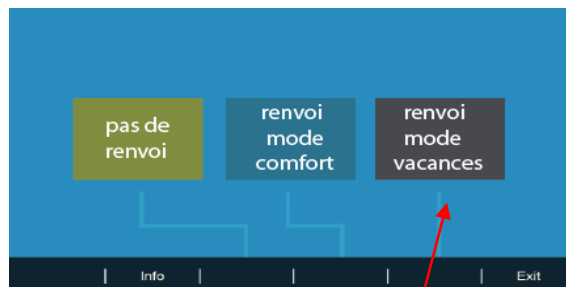 pas de
renvoi
renvoi
mode
comfort
renvoi
mode
vacances
Info
Exit